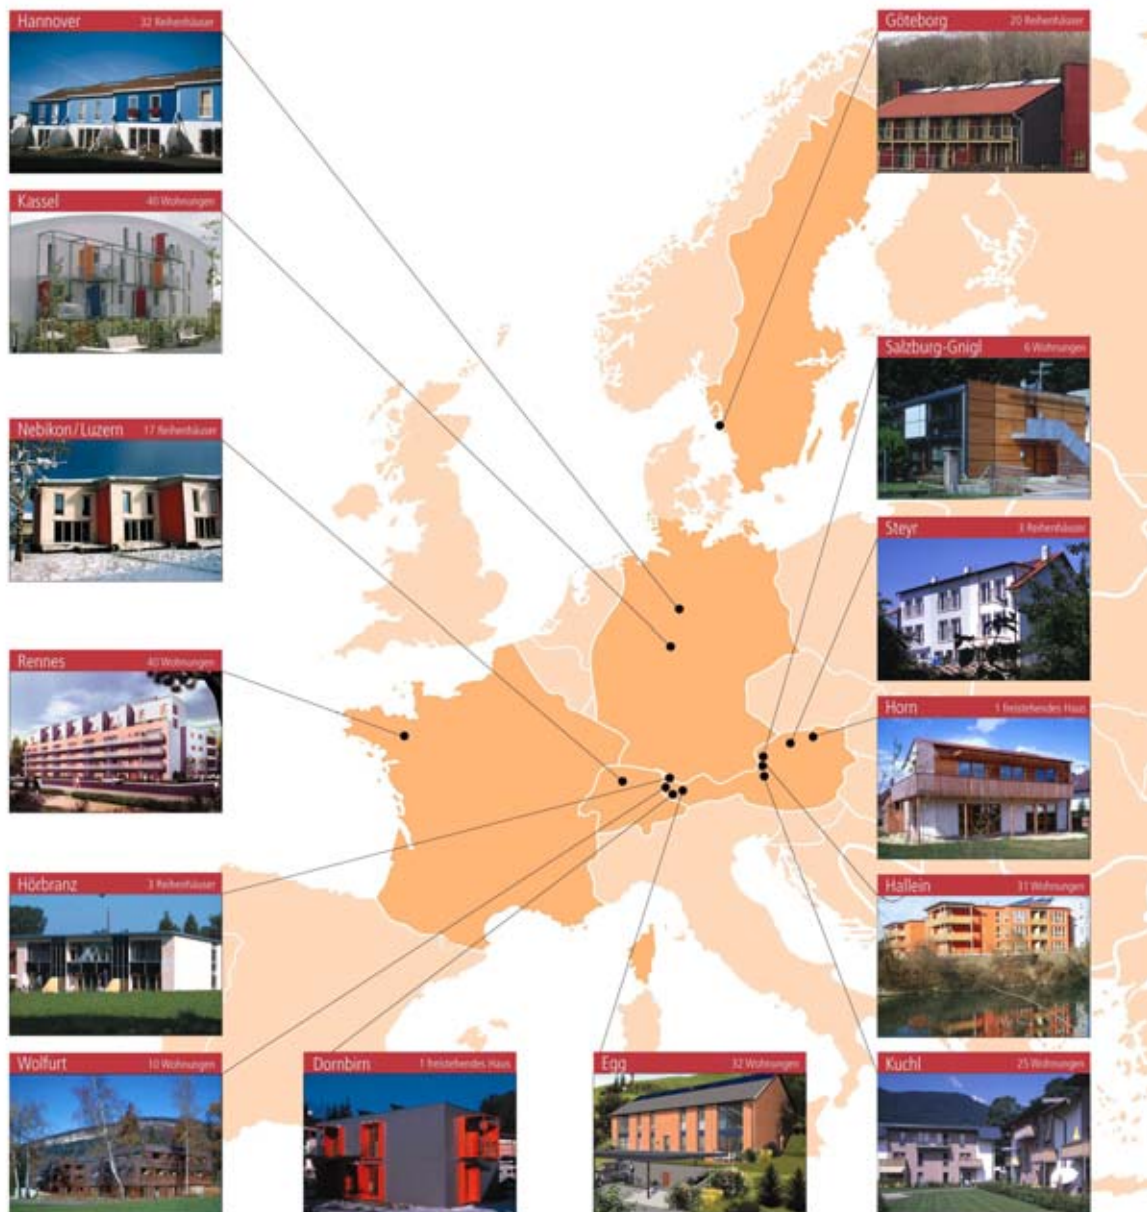 Hannover 32 Reihenhäuser
Göteborg 20 Reihenhäuser
Kassel 40 Wohnungen
Salzburg-Gnigl 6 Wohnungen
Nebikon/Luzern 17 Reihenhäuser
Steyr 3 Reihenhäuser
Rennes 40 Wohnungen
Horn 1 freistehendes Haus
Hörbranz 3 Reihenhäuser
Hallein 31 Wohnungen
Wolfurt 10 Wohnungen
Dornbirn 1 freistehendes Haus
Egg 32 Wohnungen
Kuchl 25 Wohnungen